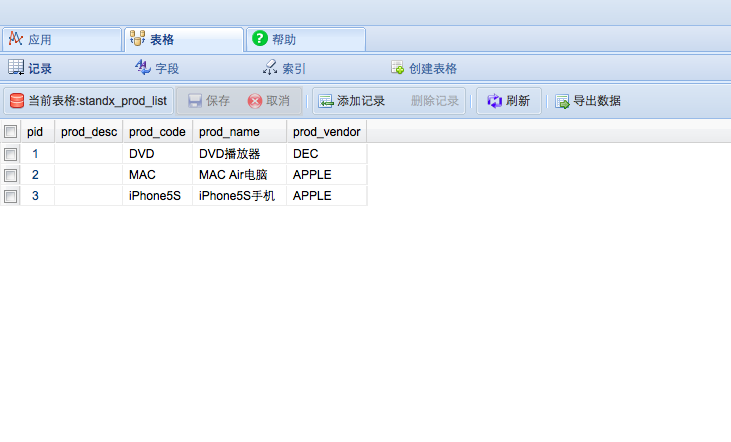 应用 表格 帮助
记录 字段 索引 创建表格
当前表格:standx_prod_list 保存 取消 添加记录 删除记录 刷新 导出数据
pid prod_desc prod_code prod_name prod_vendor
1 DVD DVD播放器 DEC
2 MAC MAC Air电脑 APPLE
3 iPhone5S iPhone5S手机 APPLE